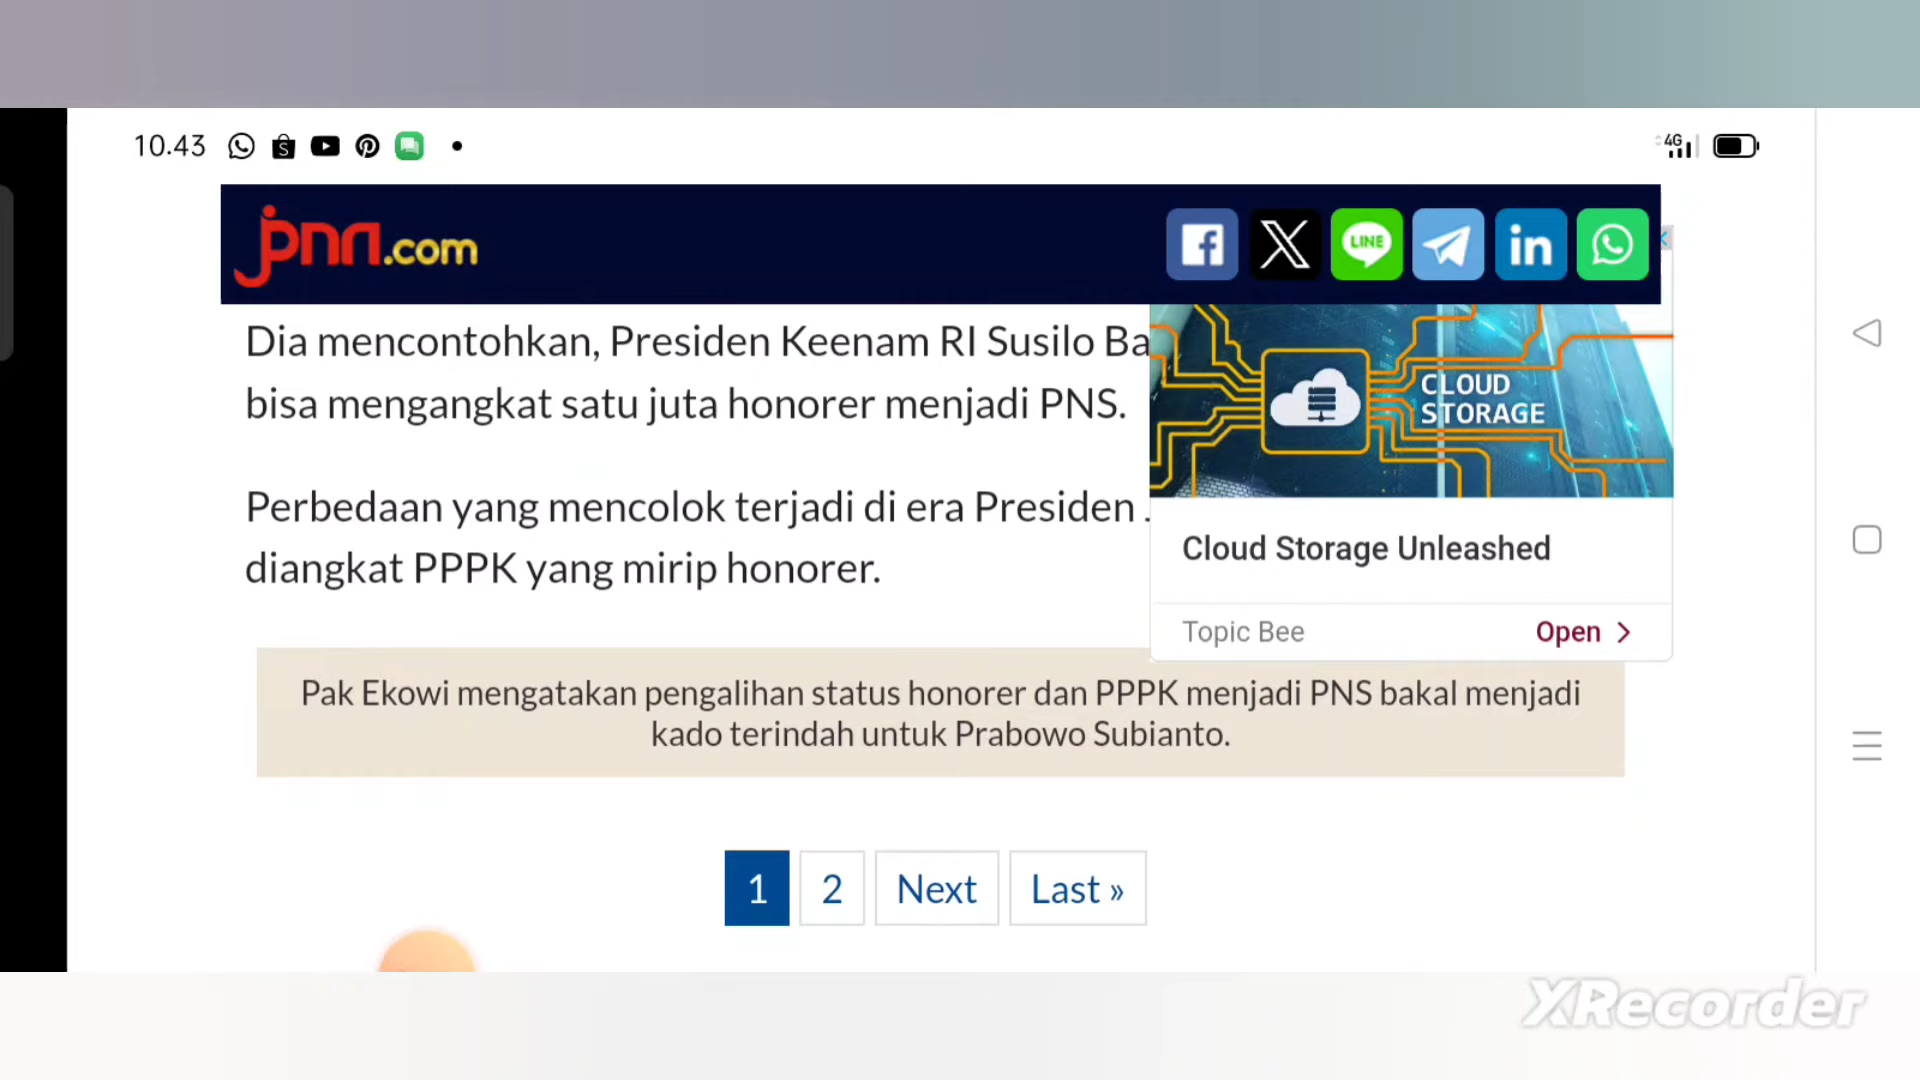 10.43
4G
jpnn.com
LINE
Dia mencontohkan, Presiden Keenam RI Susilo Ba
bisa mengangkat satu juta honorer menjadi PNS.
CLOUD
STORAGE
Perbedaan yang mencolok terjadi di era Presiden
diangkat PPPK yang mirip honorer.
Cloud Storage Unleashed
Topic Bee
Open
Pak Ekowi mengatakan pengalihan status honorer dan PPPK menjadi PNS bakal menjadi
kado terindah untuk Prabowo Subianto.
1 2 Next Last »
XRecorder